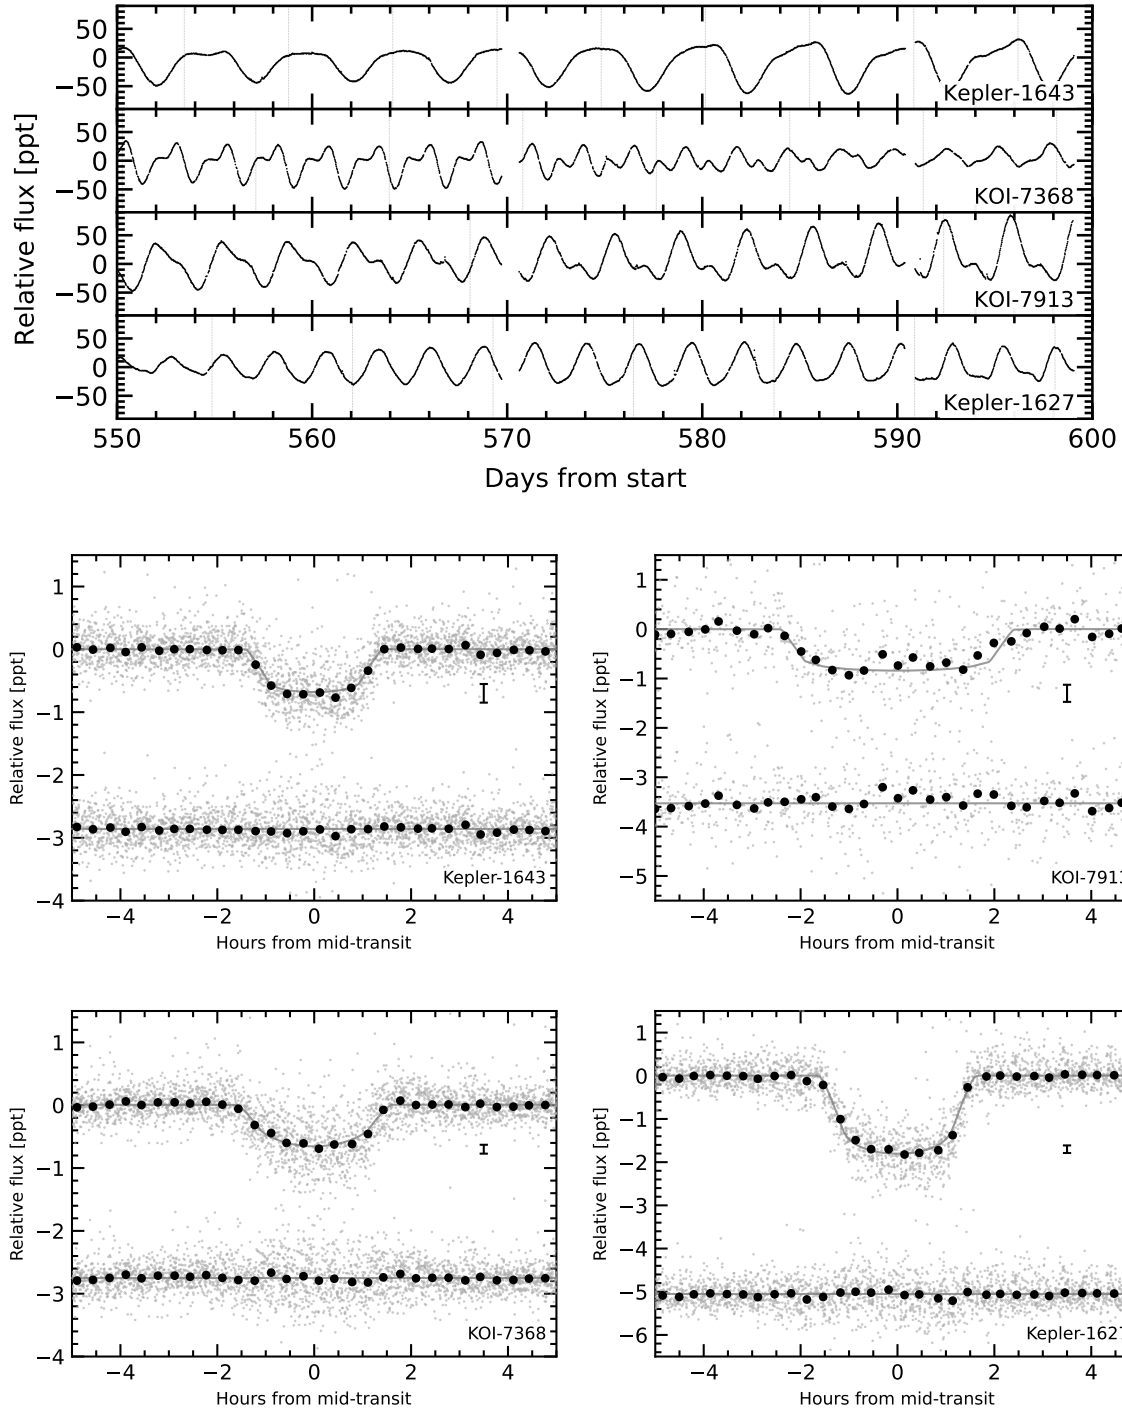 50
0
−50
Kepler-1643
50
0
−50
KOI-7368
50
0
−50
KOI-7913
50
0
−50
Kepler-1627
Relative flux [ppt]
550 560 570 580 590 600
Days from start
1
0
−1
−2
−3
−4
Relative flux [ppt]
Kepler-1643
−4 −2 0 2 4
Hours from mid-transit
1
0
−1
−2
−3
−4
−5
Relative flux [ppt]
KOI-7913
−4 −2 0 2 4
Hours from mid-transit
1
0
−1
−2
−3
−4
Relative flux [ppt]
KOI-7368
−4 −2 0 2 4
Hours from mid-transit
1
0
−1
−2
−3
−4
−5
−6
Relative flux [ppt]
Kepler-1627
−4 −2 0 2 4
Hours from mid-transit